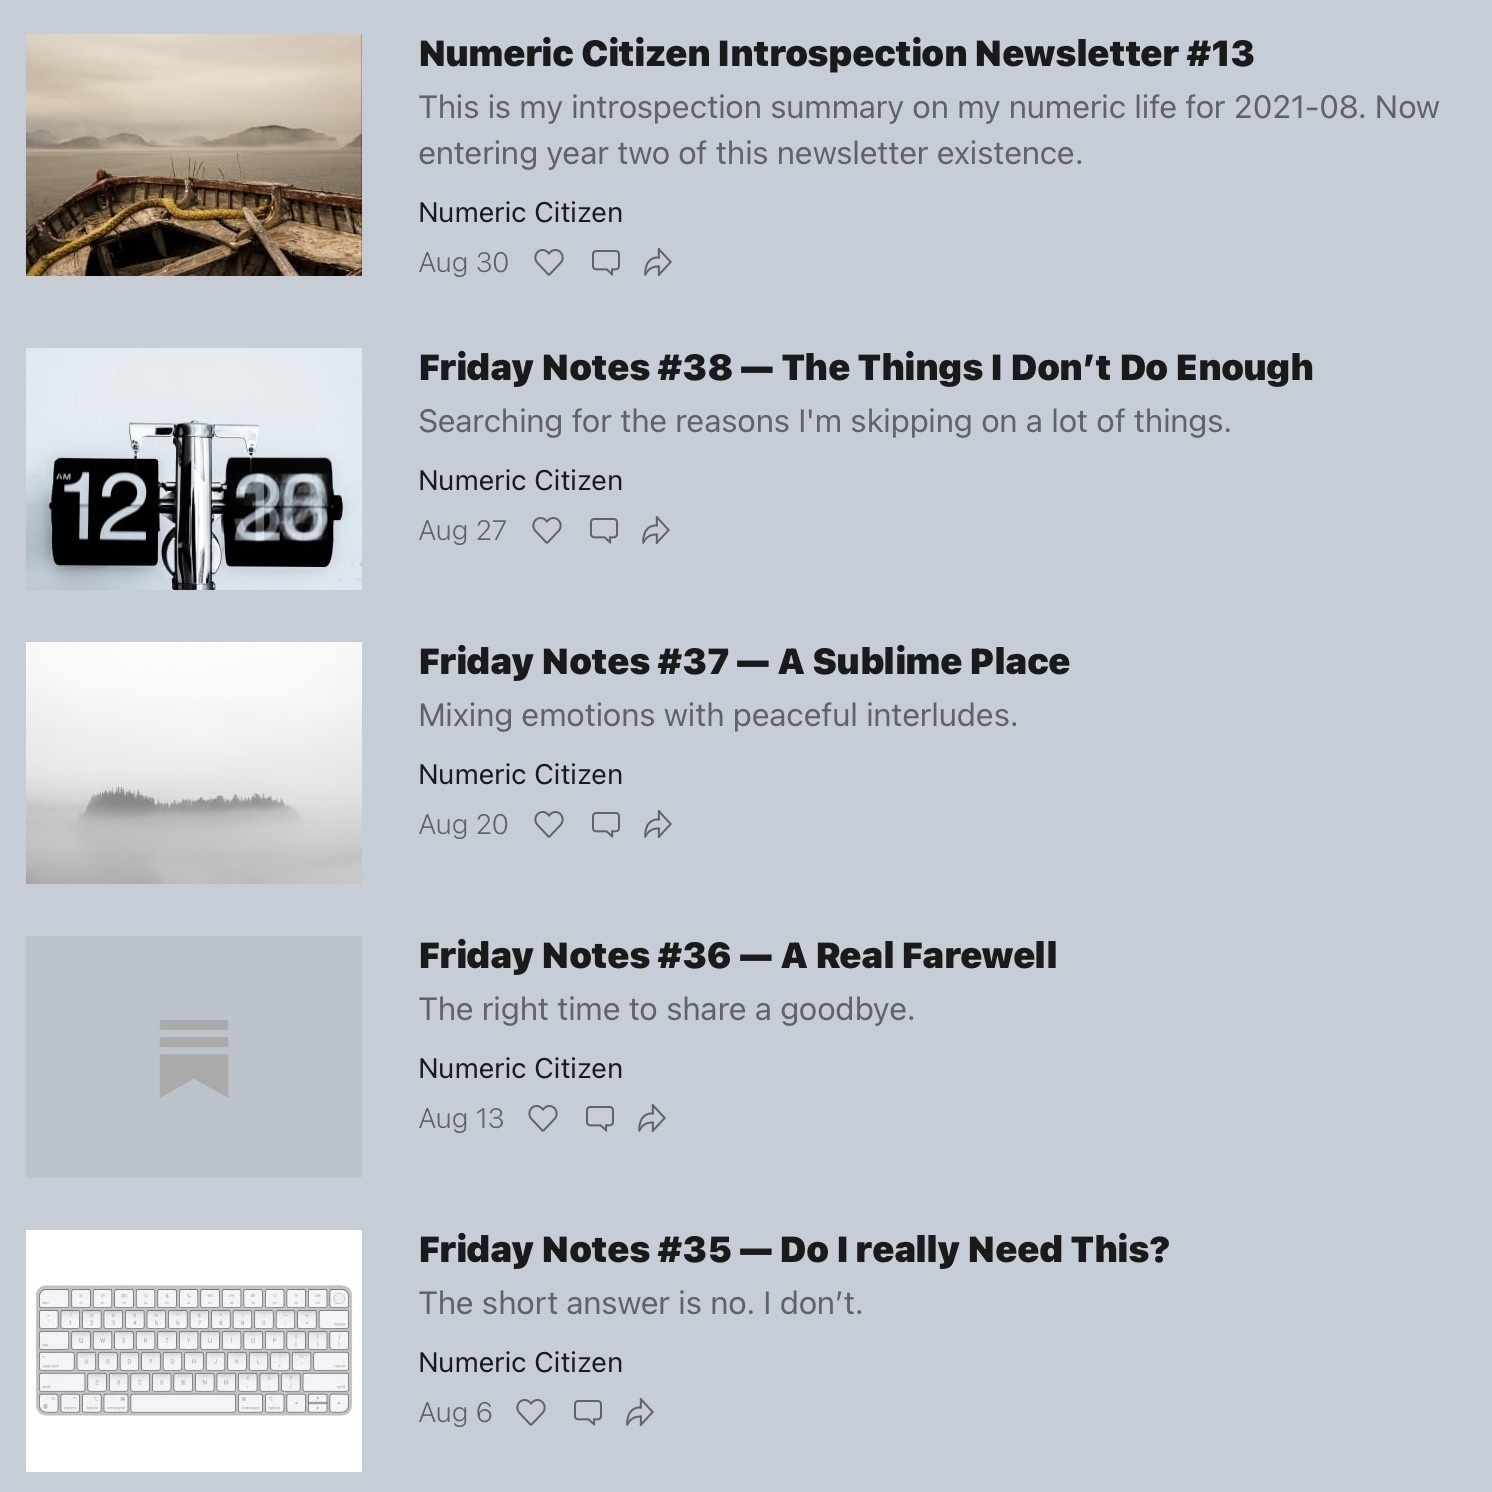 Numeric Citizen Introspection Newsletter #13
This is my introspection summary on my numeric life for 2021-08. Now
entering year two of this newsletter existence.
Numeric Citizen
Aug 30
AM
12
Friday Notes #38 — The Things I Don’t Do Enough
Searching for the reasons I'm skipping on a lot of things.
Numeric Citizen
Aug 27
Friday Notes #37 — A Sublime Place
Mixing emotions with peaceful interludes.
Numeric Citizen
Aug 20
Friday Notes #36 — A Real Farewell
The right time to share a goodbye.
Numeric Citizen
Aug 13
Friday Notes #35 — Do I really Need This?
The short answer is no. I don’t.
Numeric Citizen
Aug 6
Q W E R T Y U I O P
A S D F G H J K L
Z X C V B N M